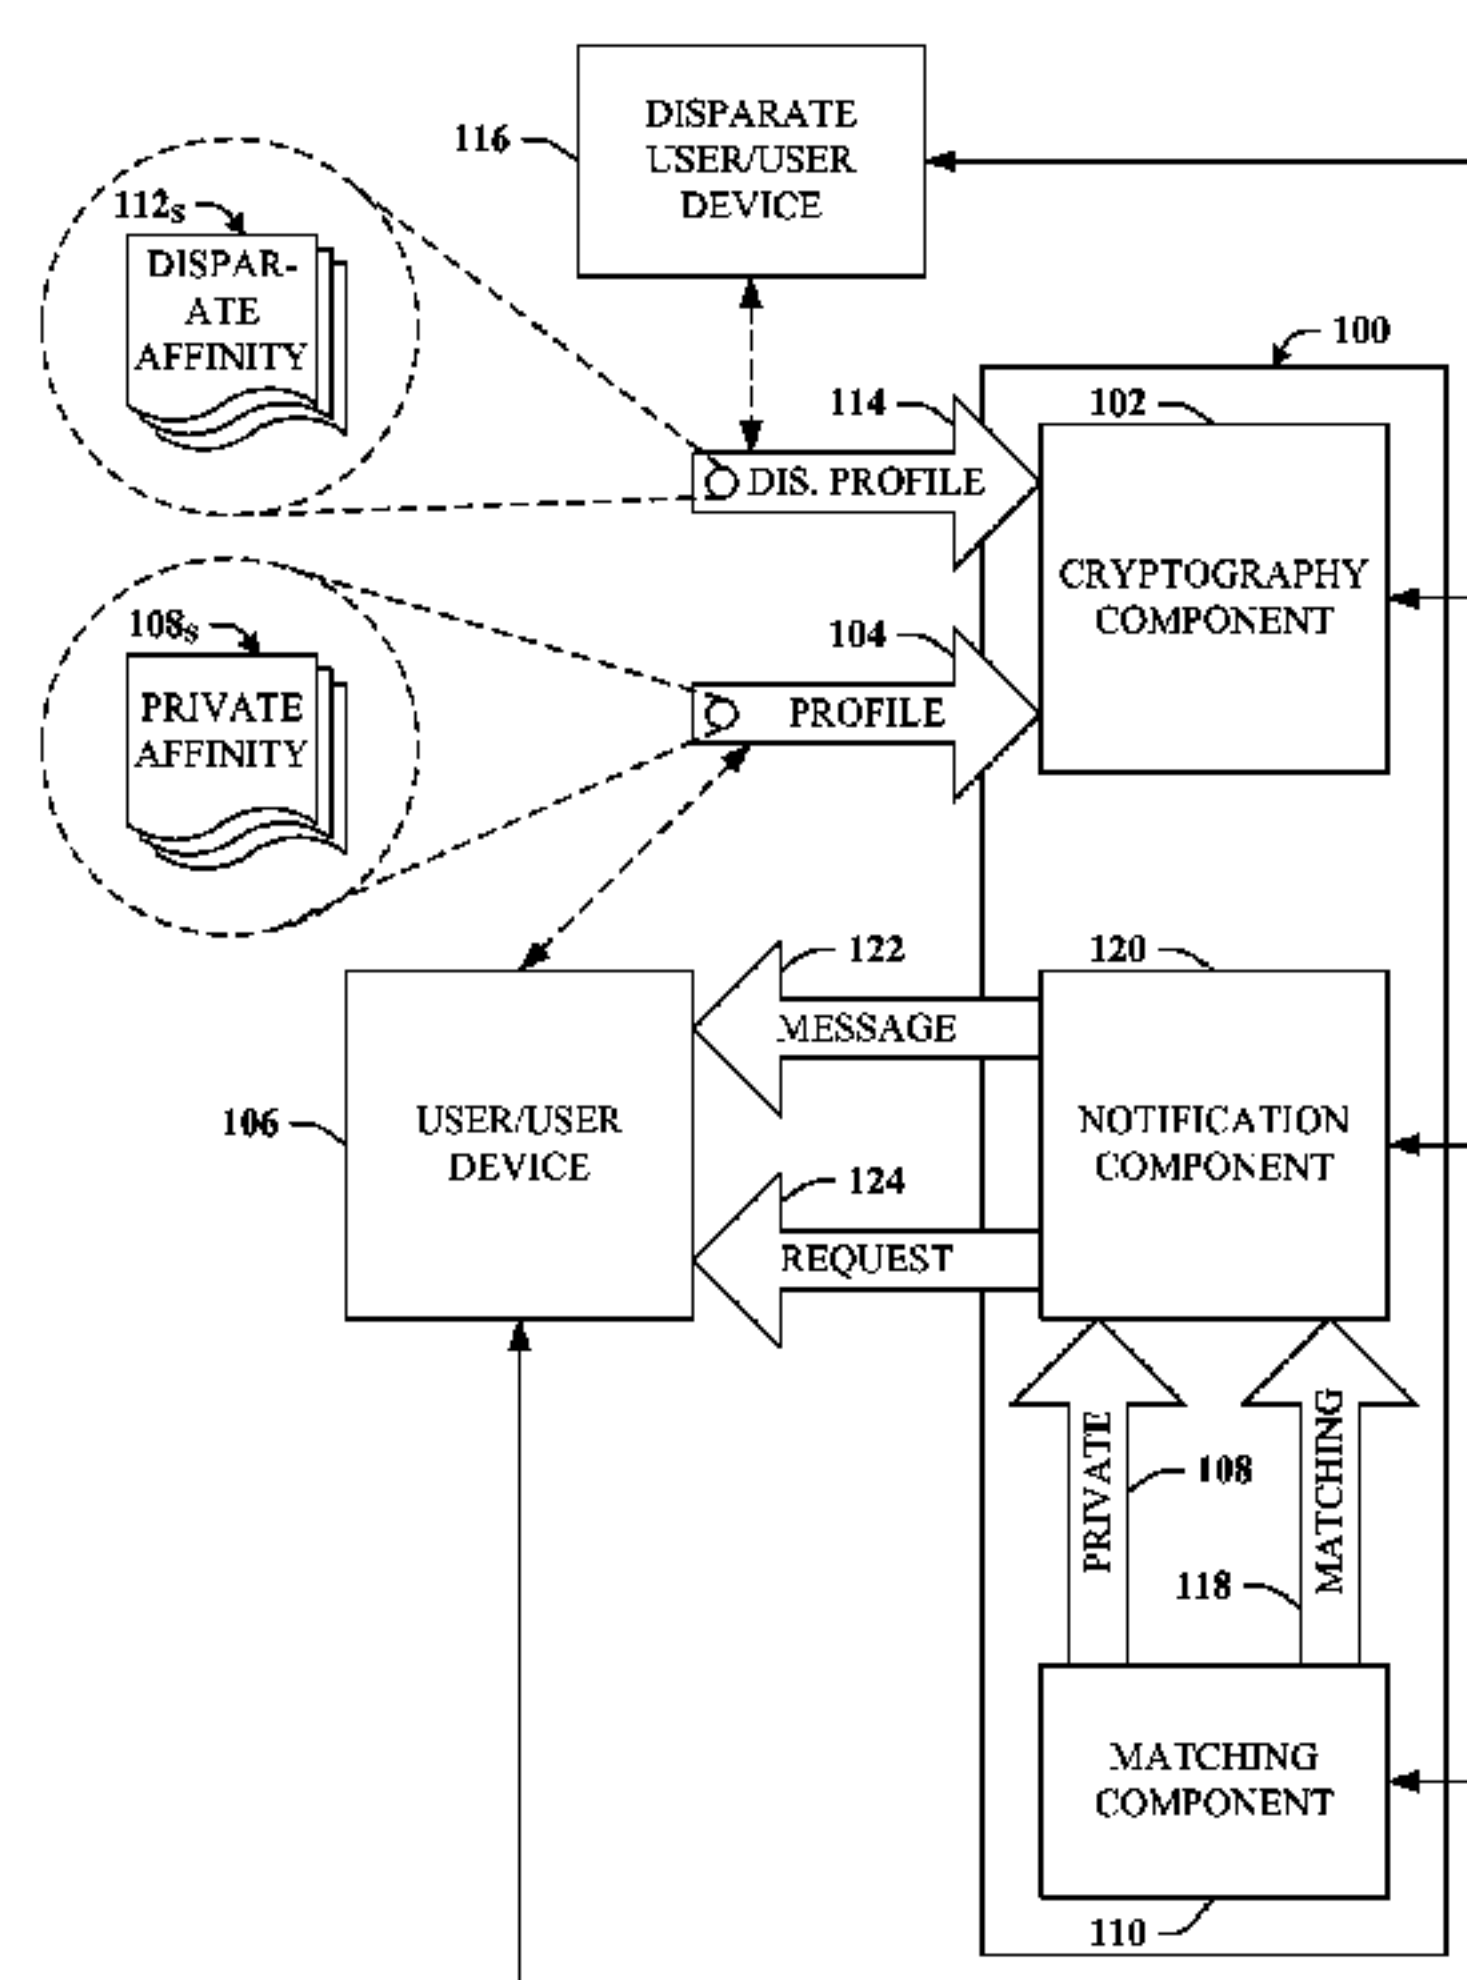 116
DISPARATE
USER/USER
DEVICE
112s
DISPAR-
ATE
AFFINITY
100
114
102
DIS. PROFILE
CRYPTOGRAPHY
COMPONENT
108s
PRIVATE
AFFINITY
104
PROFILE
122
120
MESSAGE
106
USER/USER
DEVICE
NOTIFICATION
COMPONENT
124
REQUEST
PRIVATE
108
MATCHING
118
MATCHING
COMPONENT
110